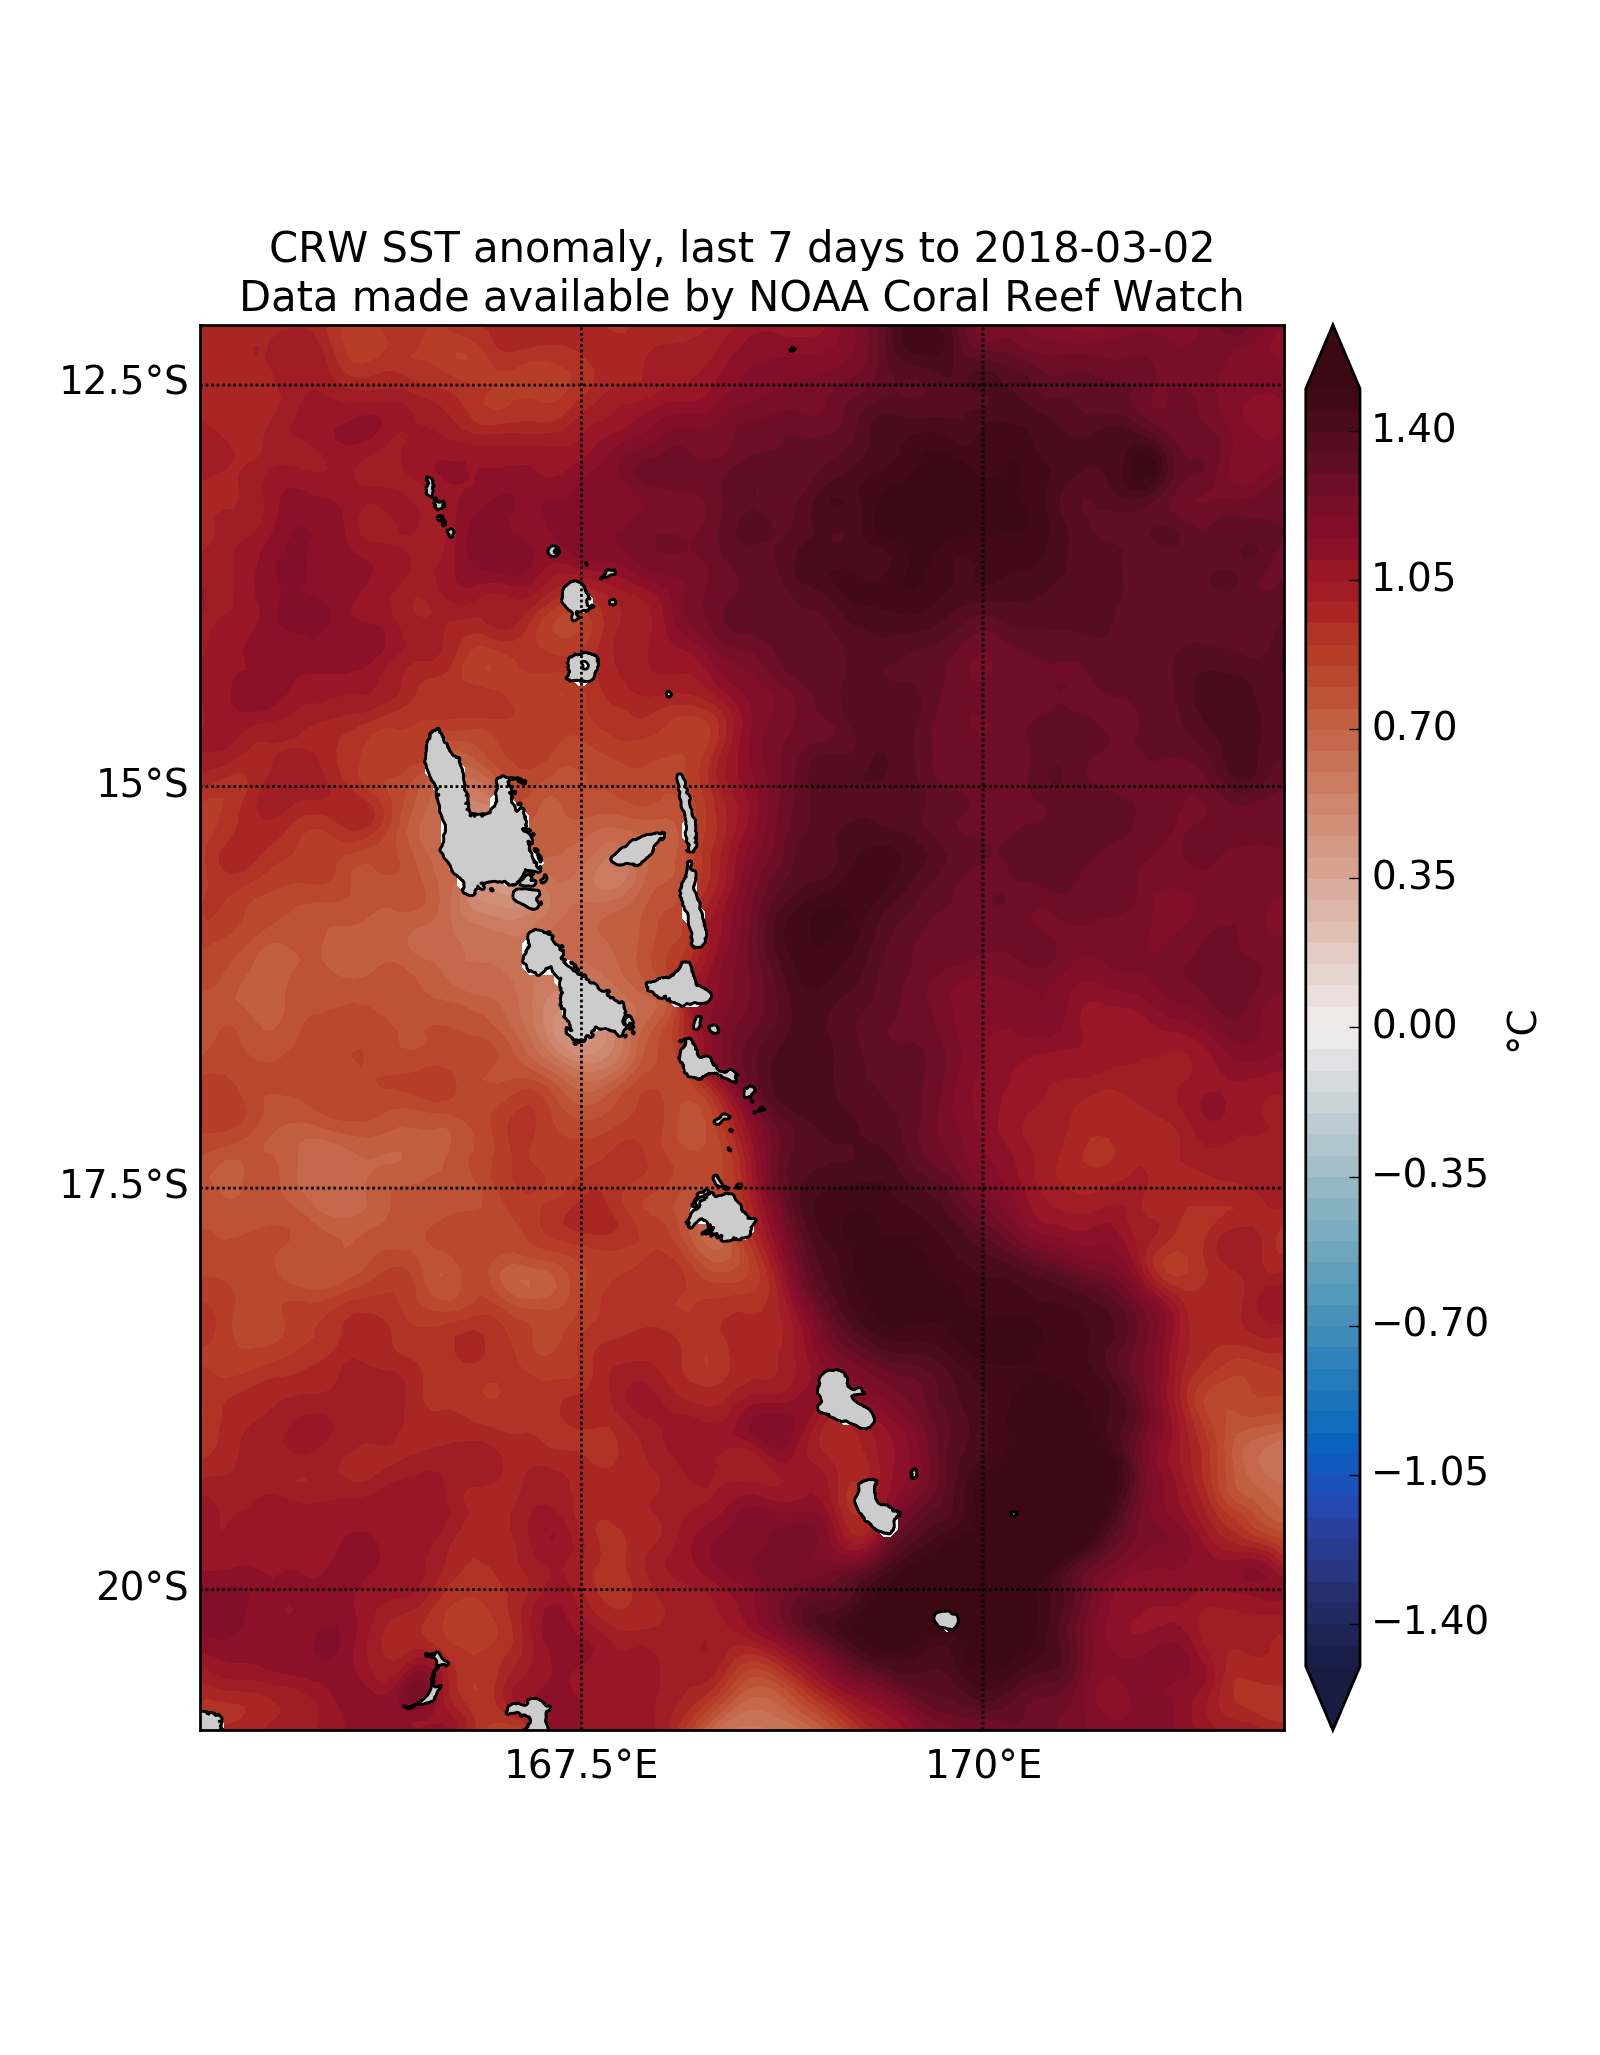 CRW SST anomaly, last 7 days to 2018-03-02
Data made available by NOAA Coral Reef Watch
12.5°S
15°S
17.5°S
20°S
167.5°E
170°E
1.40
1.05
0.70
0.35
0.00
−0.35
−0.70
−1.05
−1.40
°C